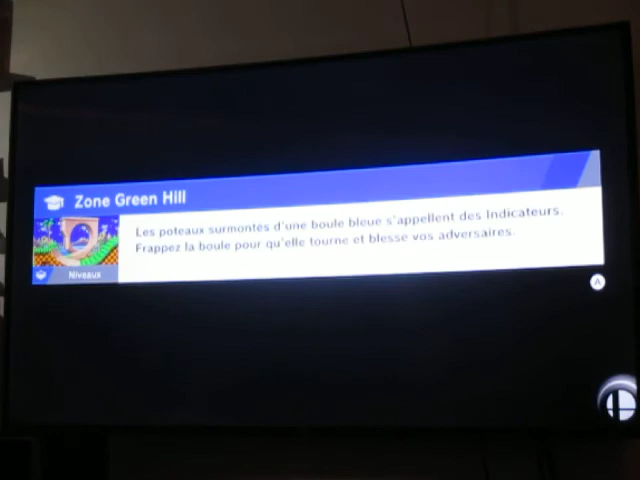 Zone Green Hill
Les poteaux surmontés d'une boule bleue s'appellent des Indicateurs.
Frappez la boule pour qu'elle tourne et blesse vos adversaires.
Niveaux
A